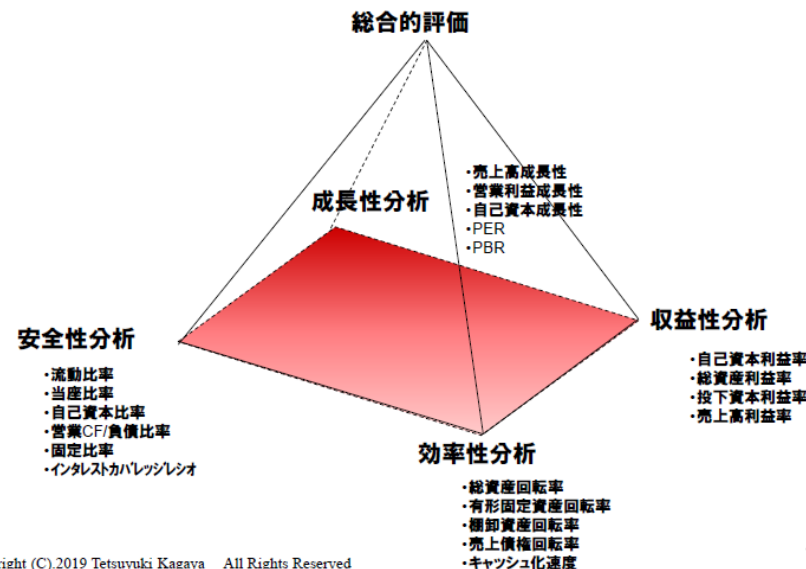 総合的評価
成長性分析
・売上高成長性
・営業利益成長性
・自己資本成長性
・PER
・PBR
安全性分析
・流動比率
・当座比率
・自己資本比率
・営業CF/負債比率
・固定比率
・インタレストカバレッジレシオ
収益性分析
・自己資本利益率
・総資産利益率
・投下資本利益率
・売上高利益率
効率性分析
・総資産回転率
・有形固定資産回転率
・棚卸資産回転率
・売上債権回転率
・キャッシュ化速度
right (C).2019 Tetsuyuki Kagaya All Rights Reserved